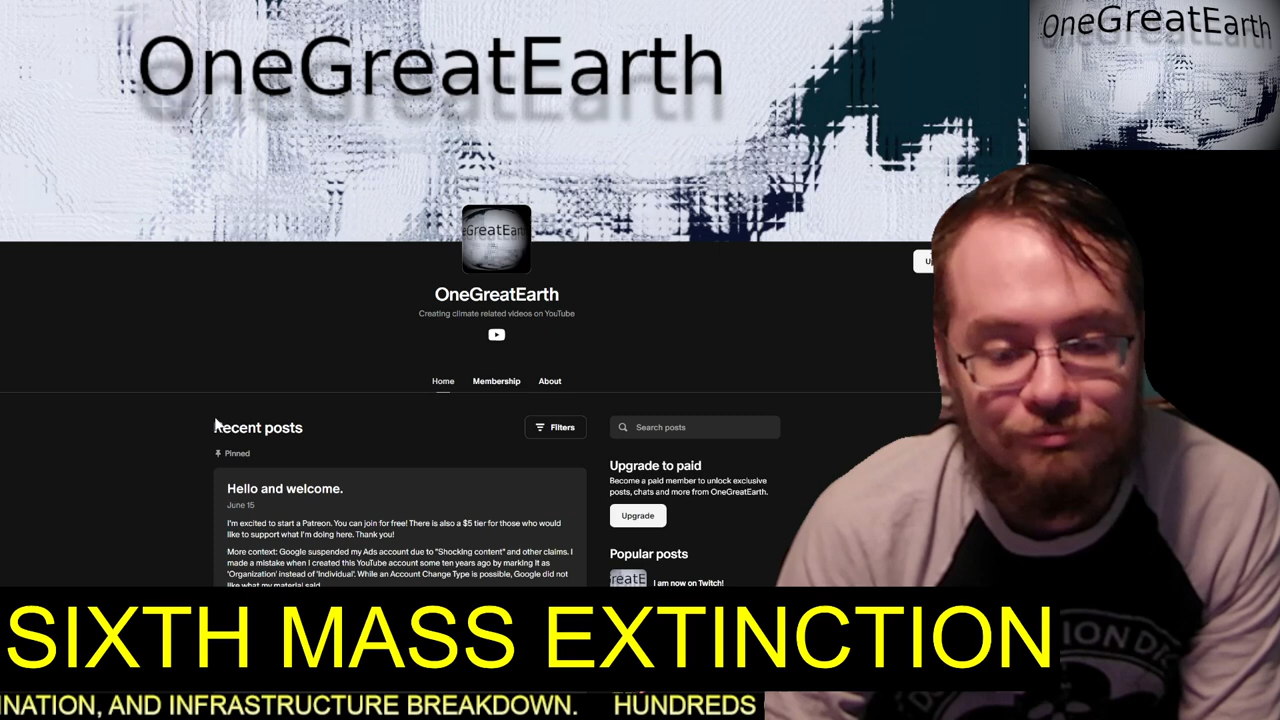 OneGreatEarth
OneGreatEarth
OneGreatEarth
Creating climate related videos on YouTube
Home Membership About
Recent posts
Filters
Search posts
Pinned
Hello and welcome.
June 15
I'm excited to start a Patreon. You can join for free! There is also a $5 tier for those who would
like to support what I'm doing here. Thank you!
More context: Google suspended my Ads account due to "Shocking content" and other claims. I
made a mistake when I created this YouTube account some ten years ago by marking it as
'Organization' instead of 'Individual'. While an Account Change Type is possible, Google did not
like what my material said
Upgrade to paid
Become a paid member to unlock exclusive
posts, chats and more from OneGreatEarth.
Upgrade
Popular posts
I am now on Twitch!
SIXTH MASS EXTINCTION
INATION, AND INFRASTRUCTURE BREAKDOWN. HUNDREDS